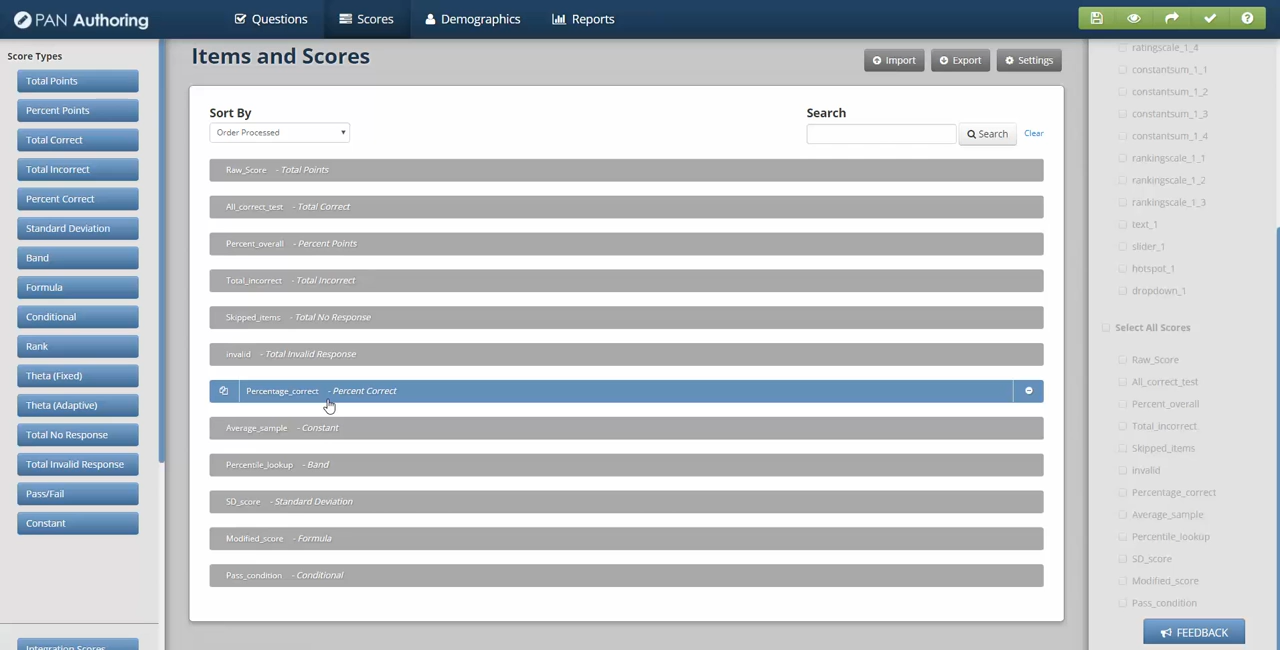 PAN Authoring
Questions
Scores
Demographics
Reports
Score Types
Total Points
Percent Points
Total Correct
Total Incorrect
Percent Correct
Standard Deviation
Band
Formula
Conditional
Rank
Theta (Fixed)
Theta (Adaptive)
Total No Response
Total Invalid Response
Pass/Fail
Constant
Integration Scores
Items and Scores
Import
Export
Settings
Sort By
Order Processed
Search
Search
Clear
Raw_Score - Total Points
All_correct_test - Total Correct
Percent_overall - Percent Points
Total_incorrect - Total Incorrect
Skipped_items - Total No Response
invalid - Total Invalid Response
Percentage_correct - Percent Correct
Average_sample - Constant
Percentile_lookup - Band
SD_score - Standard Deviation
Modified_score - Formula
Pass_condition - Conditional
ratingscale_1_4
constantsum_1_1
constantsum_1_2
constantsum_1_3
constantsum_1_4
rankingscale_1_1
rankingscale_1_2
rankingscale_1_3
text_1
slider_1
hotspot_1
dropdown_1
Select All Scores
Raw_Score
All_correct_test
Percent_overall
Total_incorrect
Skipped_items
invalid
Percentage_correct
Average_sample
Percentile_lookup
SD_score
Modified_score
Pass_condition
FEEDBACK